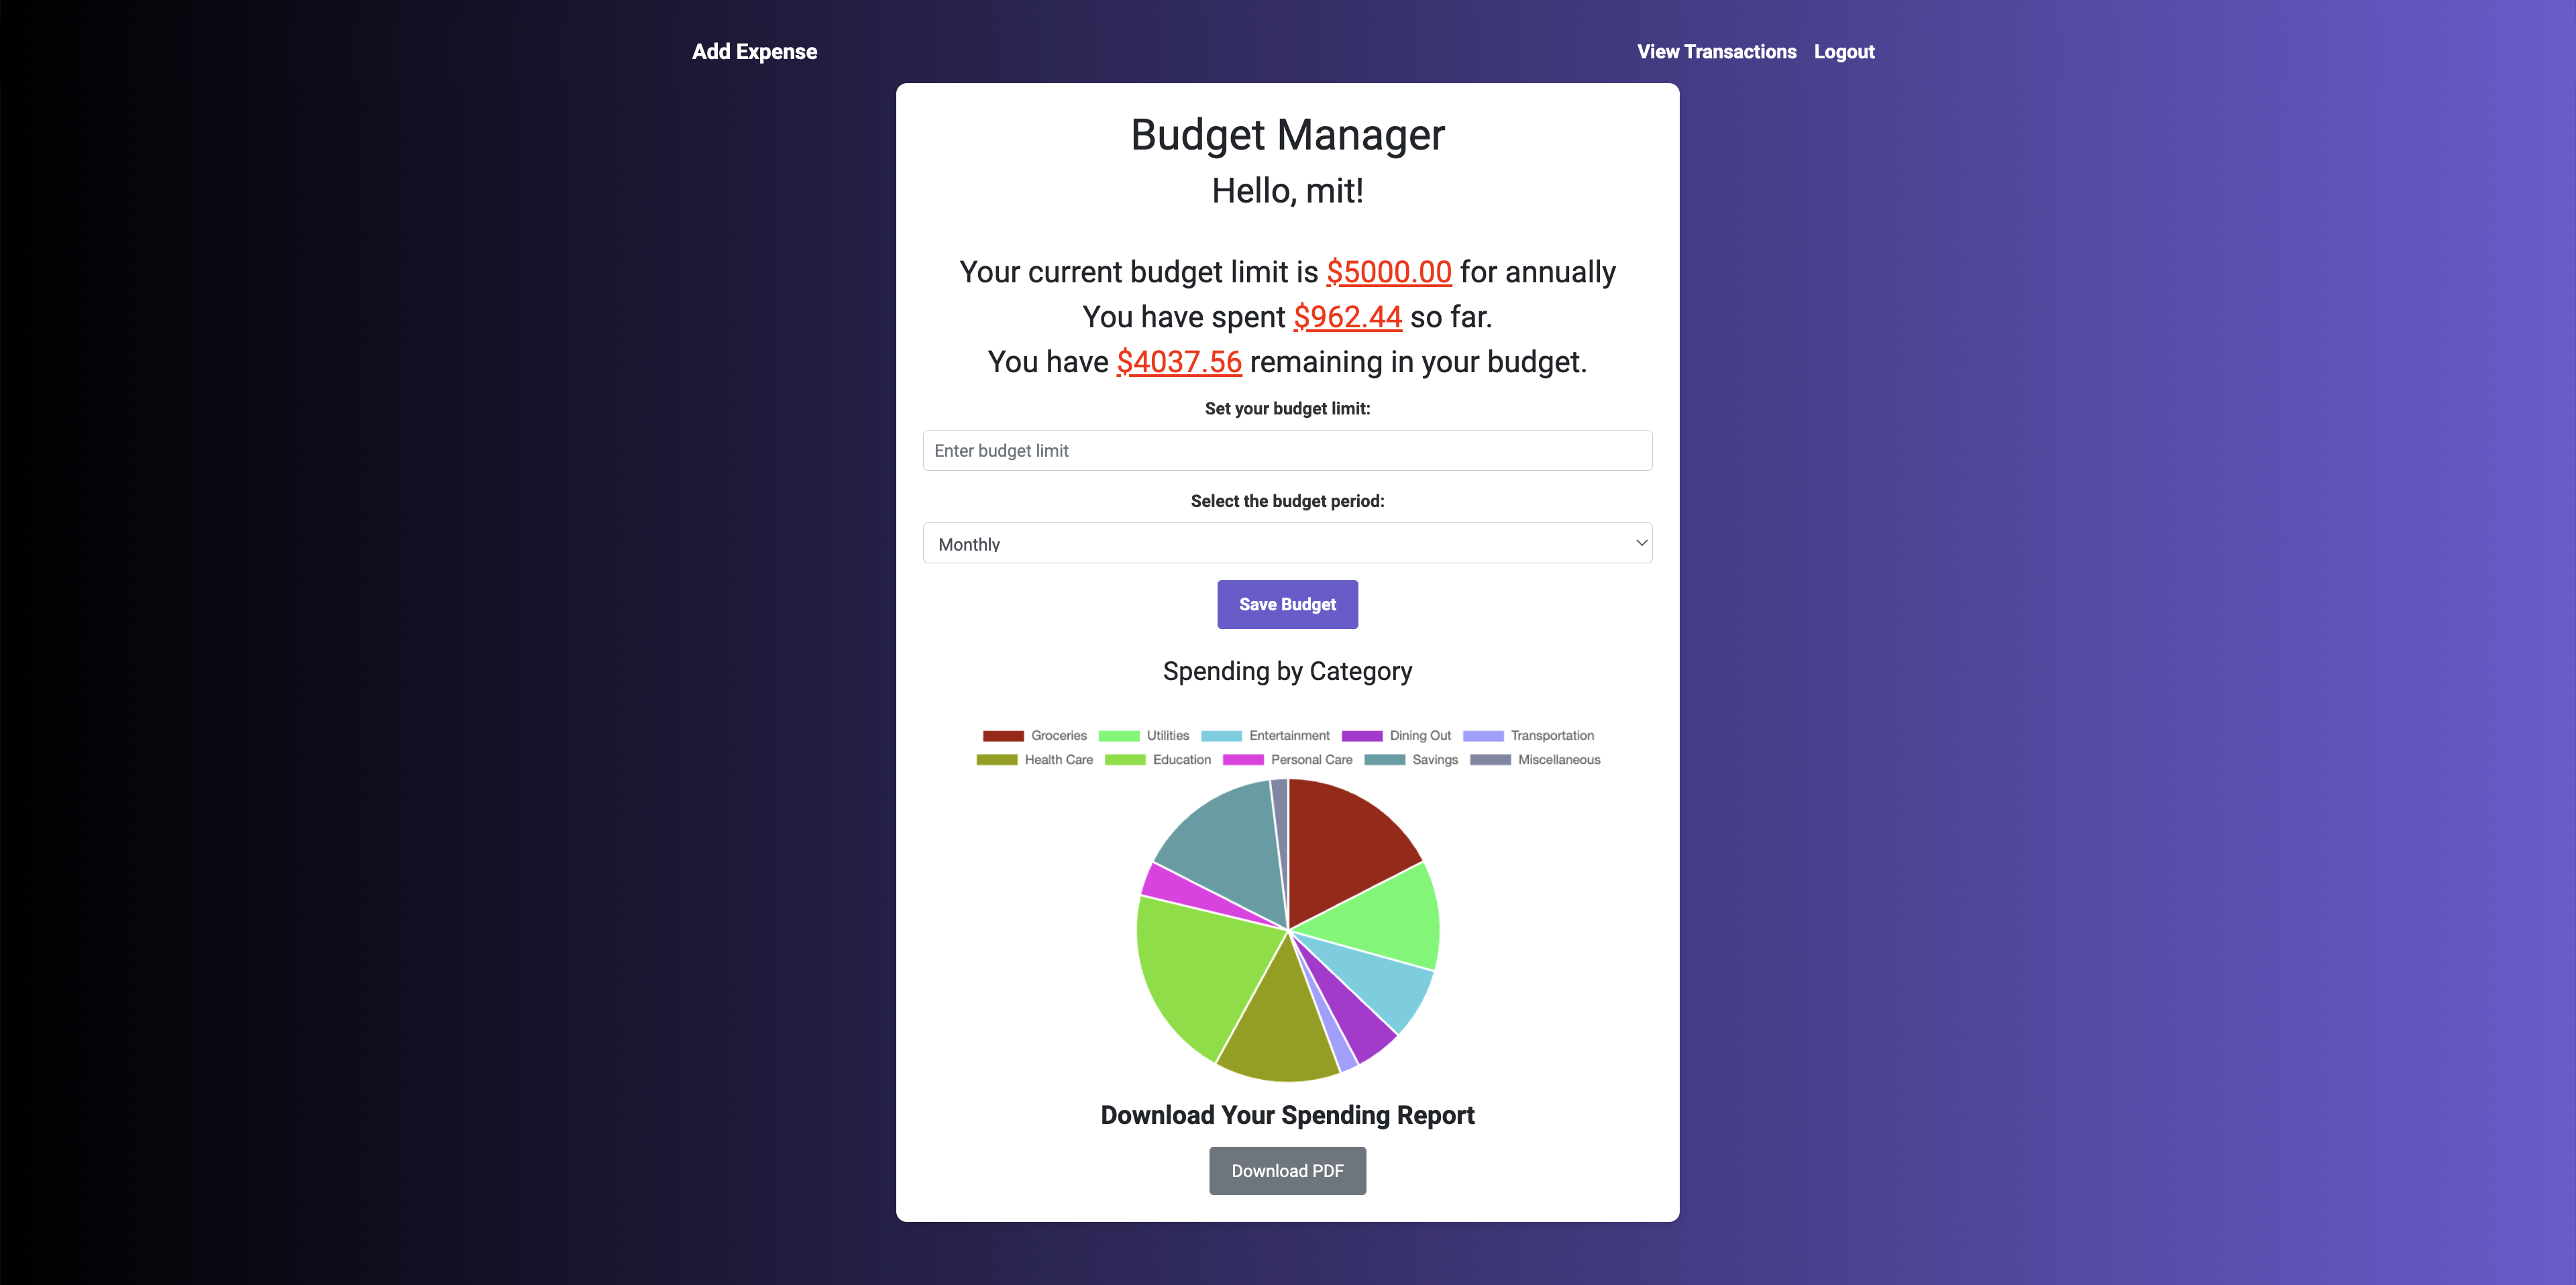 Add Expense View Transactions Logout
Budget Manager
Hello, mit!
Your current budget limit is $5000.00 for annually
You have spent $962.44 so far.
You have $4037.56 remaining in your budget.
Set your budget limit:
Enter budget limit
Select the budget period:
Monthly
Save Budget
Spending by Category
Groceries Utilities Entertainment Dining Out Transportation
Health Care Education Personal Care Savings Miscellaneous
Download Your Spending Report
Download PDF